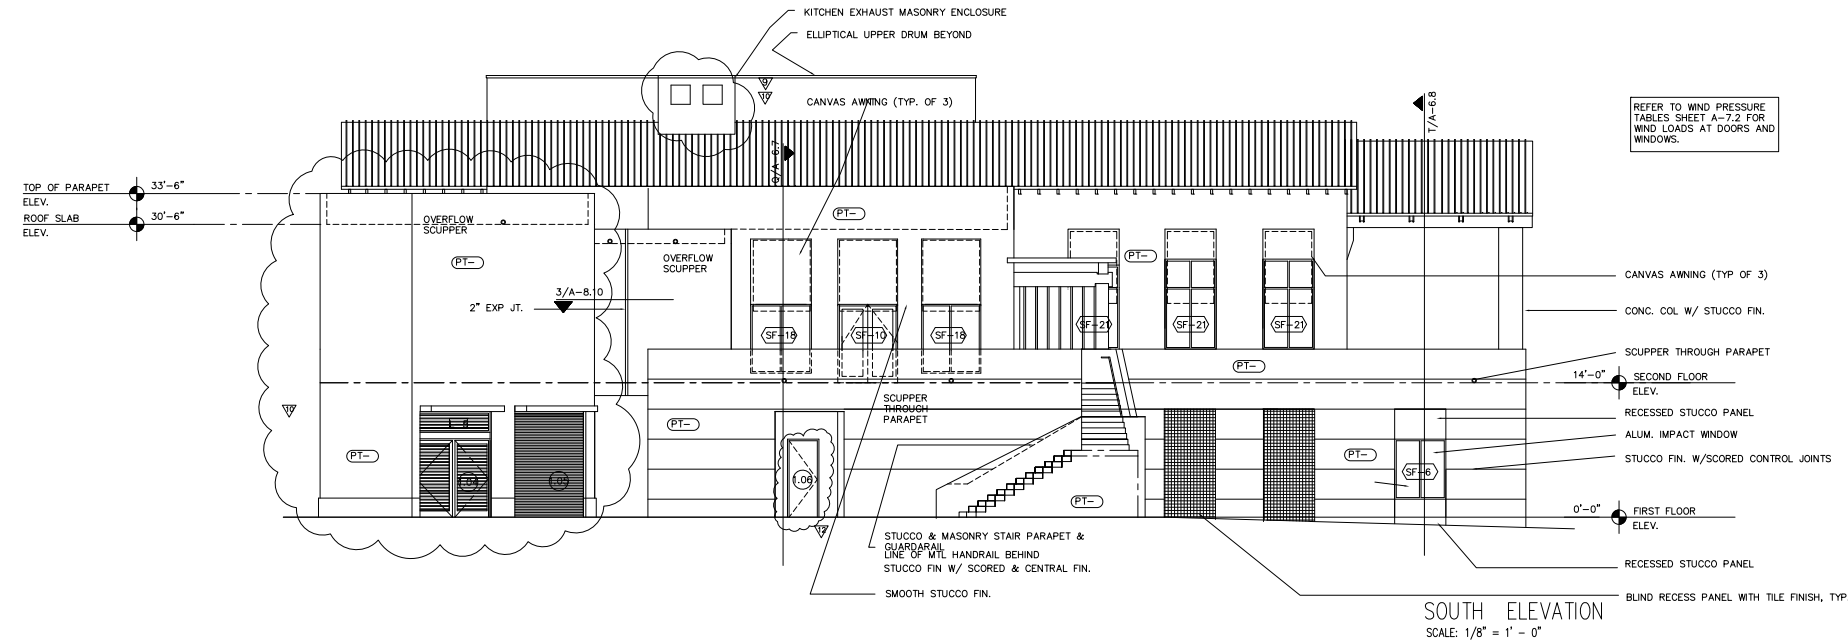 KITCHEN EXHAUST MASONRY ENCLOSURE
ELLIPTICAL UPPER DRUM BEYOND
9
10
CANVAS AWNING (TYP. OF 3)
T/A-6.8
REFER TO WIND PRESSURE
TABLES SHEET A-7.2 FOR
WIND LOADS AT DOORS AND
WINDOWS.
Q/A-6.7
TOP OF PARAPET
ELEV.
33'-6"
ROOF SLAB
ELEV.
30'-6"
OVERFLOW
SCUPPER
PT-
PT-
OVERFLOW
SCUPPER
PT-
PT-
3/A-8.10
2" EXP JT.
CANVAS AWNING (TYP OF 3)
CONC. COL W/ STUCCO FIN.
SF-18
SF-10
SF-18
SF-21
SF-21
SF-21
SCUPPER THROUGH PARAPET
PT-
14'-0"
SECOND FLOOR
ELEV.
SCUPPER
THROUGH
PARAPET
10
RECESSED STUCCO PANEL
PT-
ALUM. IMPACT WINDOW
PT-
PT-
STUCCO FIN. W/SCORED CONTROL JOINTS
SF-6
1.04
1.05
1.06
PT-
0'-0"
FIRST FLOOR
ELEV.
12
STUCCO & MASONRY STAIR PARAPET &
GUARDARAIL
LINE OF MTL HANDRAIL BEHIND
STUCCO FIN W/ SCORED & CENTRAL FIN.
RECESSED STUCCO PANEL
SMOOTH STUCCO FIN.
BLIND RECESS PANEL WITH TILE FINISH, TYP
SOUTH ELEVATION
SCALE: 1/8" = 1' - 0"